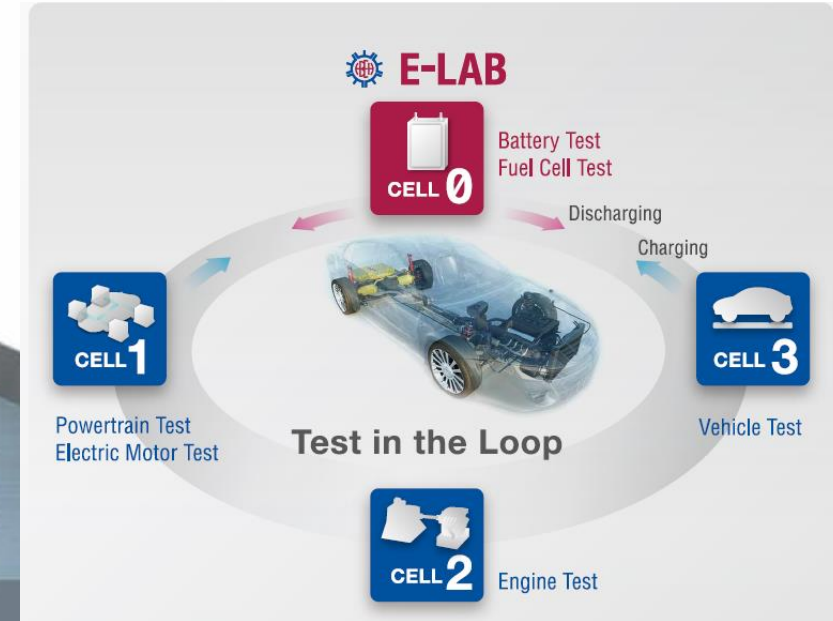 E-LAB
CELL 0
Battery Test
Fuel Cell Test
Discharging
Charging
CELL 1
Powertrain Test
Electric Motor Test
CELL 3
Vehicle Test
Test in the Loop
CELL 2
Engine Test